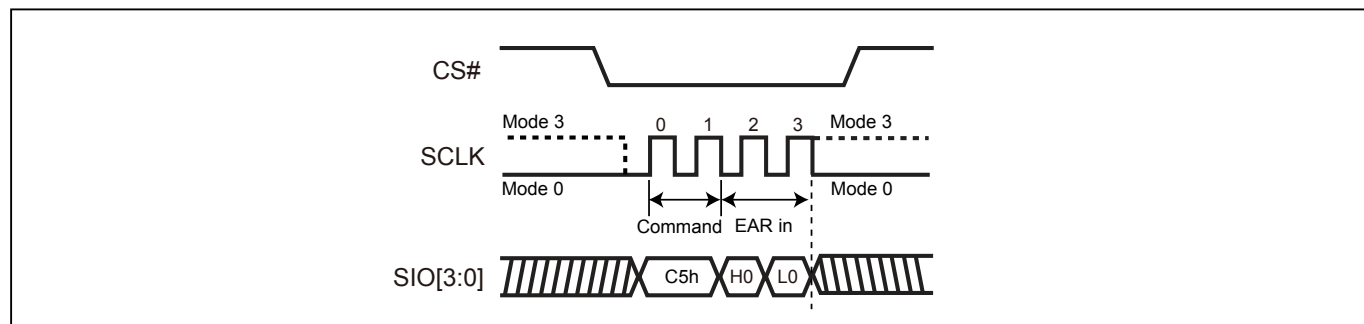 CS#
Mode 3 0 1 2 3 Mode 3
SCLK
Mode 0 Mode 0
Command EAR in
SIO[3:0] C5h H0 L0